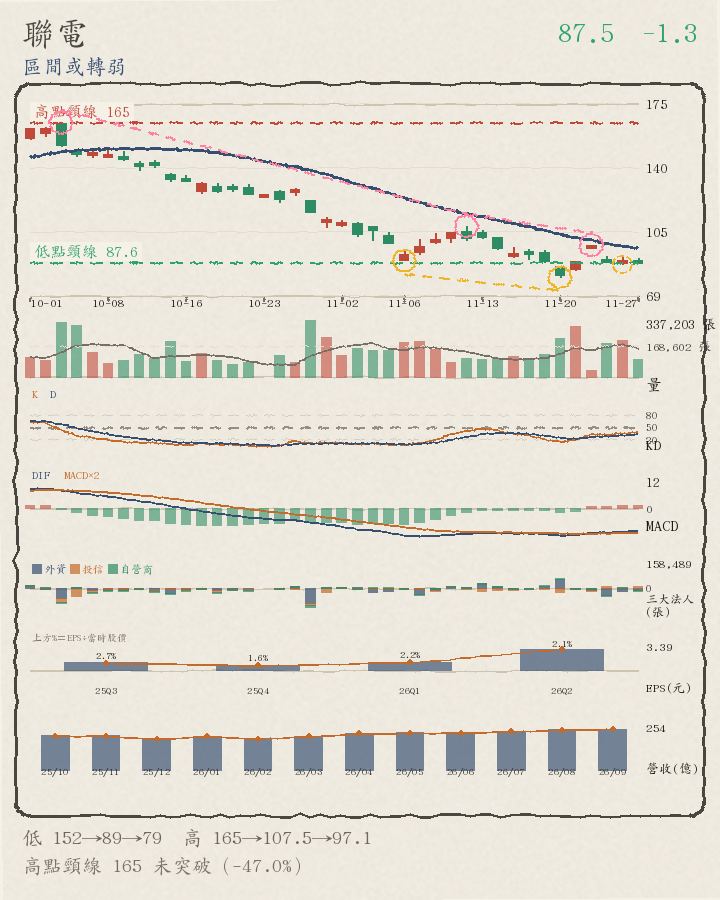 聯電
87.5 -1.3
區間或轉弱
高點頸線 165
175
140
105
低點頸線 87.6
69
10-01 10-08 10-16 10-23 11-02 11-06 11-13 11-20 11-27
337,203 張
168,602 張
量
K D
80
50
20
KD
DIF MACD×2
12
0
MACD
158,489
外資 投信 自營商
0
三大法人
(張)
上方%=EPS÷當時股價
3.39
2.7% 1.6% 2.2% 2.1%
25Q3 25Q4 26Q1 26Q2
EPS(元)
254
25/10 25/11 25/12 26/01 26/02 26/03 26/04 26/05 26/06 26/07 26/08 26/09
營收(億)
低 152→89→79 高 165→107.5→97.1
高點頸線 165 未突破 (-47.0%)